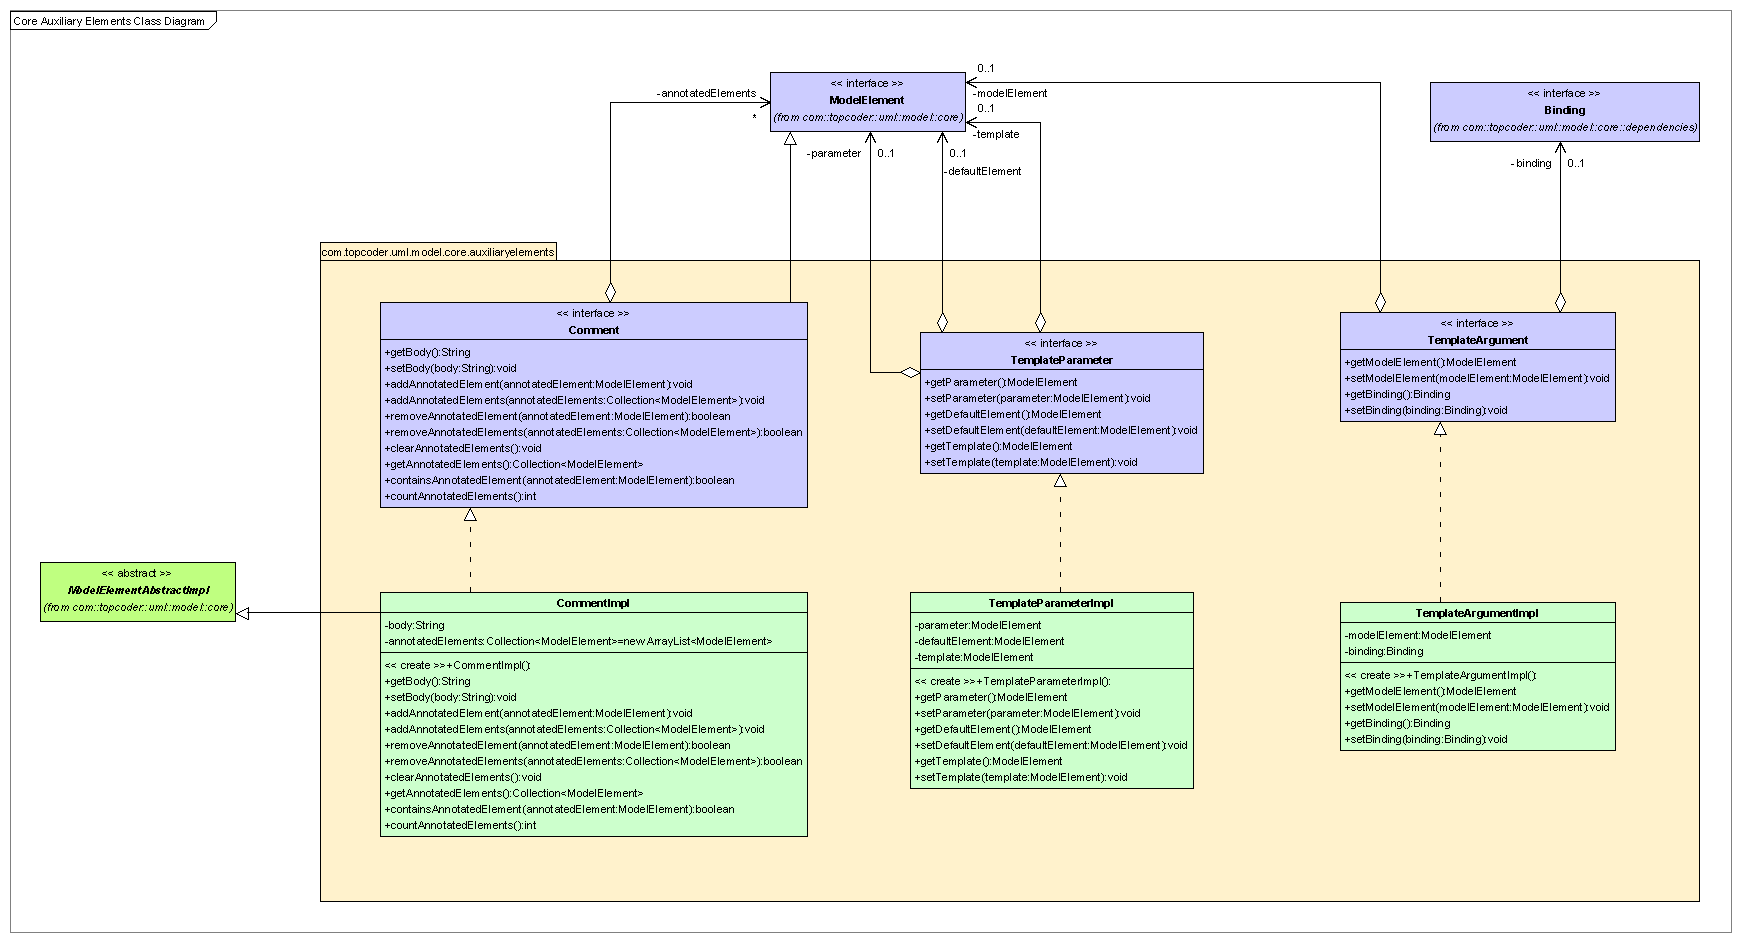 Core Auxiliary Elements Class Diagram
<< interface >>
ModelElement
(from com::topcoder::uml::model::core)
-annotatedElements
*
0..1
-modelElement
0..1
-template
-parameter
0..1
0..1
-defaultElement
<< interface >>
Binding
(from com::topcoder::uml::model::core::dependencies)
-binding
0..1
com.topcoder.uml.model.core.auxiliaryelements
<< interface >>
Comment
+getBody():String
+setBody(body:String):void
+addAnnotatedElement(annotatedElement:ModelElement):void
+addAnnotatedElements(annotatedElements:Collection<ModelElement>):void
+removeAnnotatedElement(annotatedElement:ModelElement):boolean
+removeAnnotatedElements(annotatedElements:Collection<ModelElement>):boolean
+clearAnnotatedElements():void
+getAnnotatedElements():Collection<ModelElement>
+containsAnnotatedElement(annotatedElement:ModelElement):boolean
+countAnnotatedElements():int
<< interface >>
TemplateParameter
+getParameter():ModelElement
+setParameter(parameter:ModelElement):void
+getDefaultElement():ModelElement
+setDefaultElement(defaultElement:ModelElement):void
+getTemplate():ModelElement
+setTemplate(template:ModelElement):void
<< interface >>
TemplateArgument
+getModelElement():ModelElement
+setModelElement(modelElement:ModelElement):void
+getBinding():Binding
+setBinding(binding:Binding):void
<< abstract >>
ModelElementAbstractImpl
(from com::topcoder::uml::model::core)
CommentImpl
-body:String
-annotatedElements:Collection<ModelElement>=new ArrayList<ModelElement>
<< create >>+CommentImpl():
+getBody():String
+setBody(body:String):void
+addAnnotatedElement(annotatedElement:ModelElement):void
+addAnnotatedElements(annotatedElements:Collection<ModelElement>):void
+removeAnnotatedElement(annotatedElement:ModelElement):boolean
+removeAnnotatedElements(annotatedElements:Collection<ModelElement>):boolean
+clearAnnotatedElements():void
+getAnnotatedElements():Collection<ModelElement>
+containsAnnotatedElement(annotatedElement:ModelElement):boolean
+countAnnotatedElements():int
TemplateParameterImpl
-parameter:ModelElement
-defaultElement:ModelElement
-template:ModelElement
<< create >>+TemplateParameterImpl():
+getParameter():ModelElement
+setParameter(parameter:ModelElement):void
+getDefaultElement():ModelElement
+setDefaultElement(defaultElement:ModelElement):void
+getTemplate():ModelElement
+setTemplate(template:ModelElement):void
TemplateArgumentImpl
-modelElement:ModelElement
-binding:Binding
<< create >>+TemplateArgumentImpl():
+getModelElement():ModelElement
+setModelElement(modelElement:ModelElement):void
+getBinding():Binding
+setBinding(binding:Binding):void